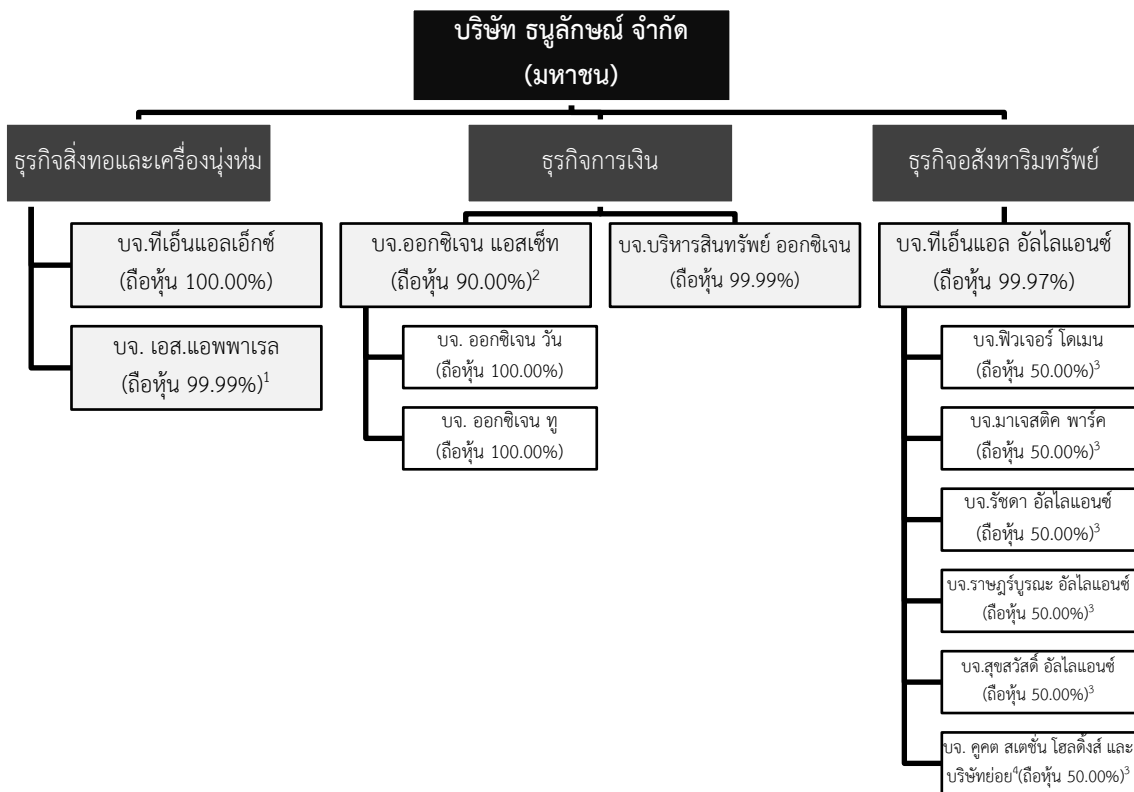 บริษัท ธนูลักษณ์ จำกัด
(มหาชน)
ธุรกิจสิ่งทอและเครื่องนุ่งห่ม
ธุรกิจการเงิน
ธุรกิจอสังหาริมทรัพย์
บจ.ทีเอ็นแอลเอ็กซ์
(ถือหุ้น 100.00%)
บจ. เอส.แอพพาเรล
(ถือหุ้น 99.99%)¹
บจ.ออกซิเจน แอสเซ็ท
(ถือหุ้น 90.00%)²
บจ. ออกซิเจน วัน
(ถือหุ้น 100.00%)
บจ. ออกซิเจน ทู
(ถือหุ้น 100.00%)
บจ.บริหารสินทรัพย์ ออกซิเจน
(ถือหุ้น 99.99%)
บจ.ทีเอ็นแอล อัลไลแอนซ์
(ถือหุ้น 99.97%)
บจ.ฟิวเจอร์ โดเมน
(ถือหุ้น 50.00%)³
บจ.มาเจสติค พาร์ค
(ถือหุ้น 50.00%)³
บจ.รัชดา อัลไลแอนซ์
(ถือหุ้น 50.00%)³
บจ.ราษฎร์บูรณะ อัลไลแอนซ์
(ถือหุ้น 50.00%)³
บจ.สุขสวัสดิ์ อัลไลแอนซ์
(ถือหุ้น 50.00%)³
บจ. คูคต สเตชั่น โฮลดิ้งส์ และ
บริษัทย่อย⁴(ถือหุ้น 50.00%)³